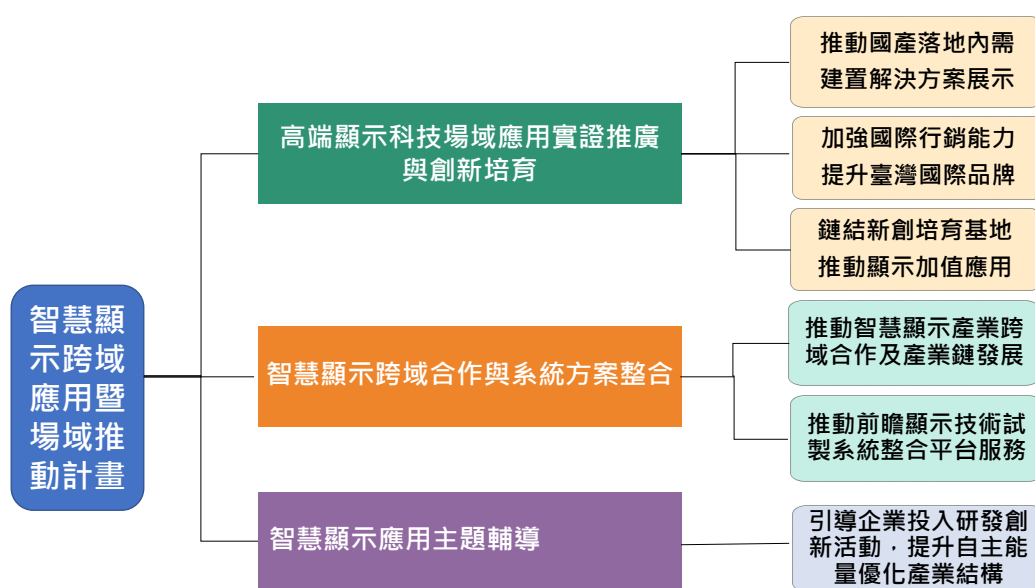 智慧顯
示跨域
應用暨
場域推
動計畫
高端顯示科技場域應用實證推廣
與創新培育
推動國產落地內需
建置解決方案展示
加強國際行銷能力
提升臺灣國際品牌
鏈結新創培育基地
推動顯示加值應用
智慧顯示跨域合作與系統方案整合
推動智慧顯示產業跨
域合作及產業鏈發展
推動前瞻顯示技術試
製系統整合平台服務
智慧顯示應用主題輔導
引導企業投入研發創
新活動，提升自主能
量優化產業結構